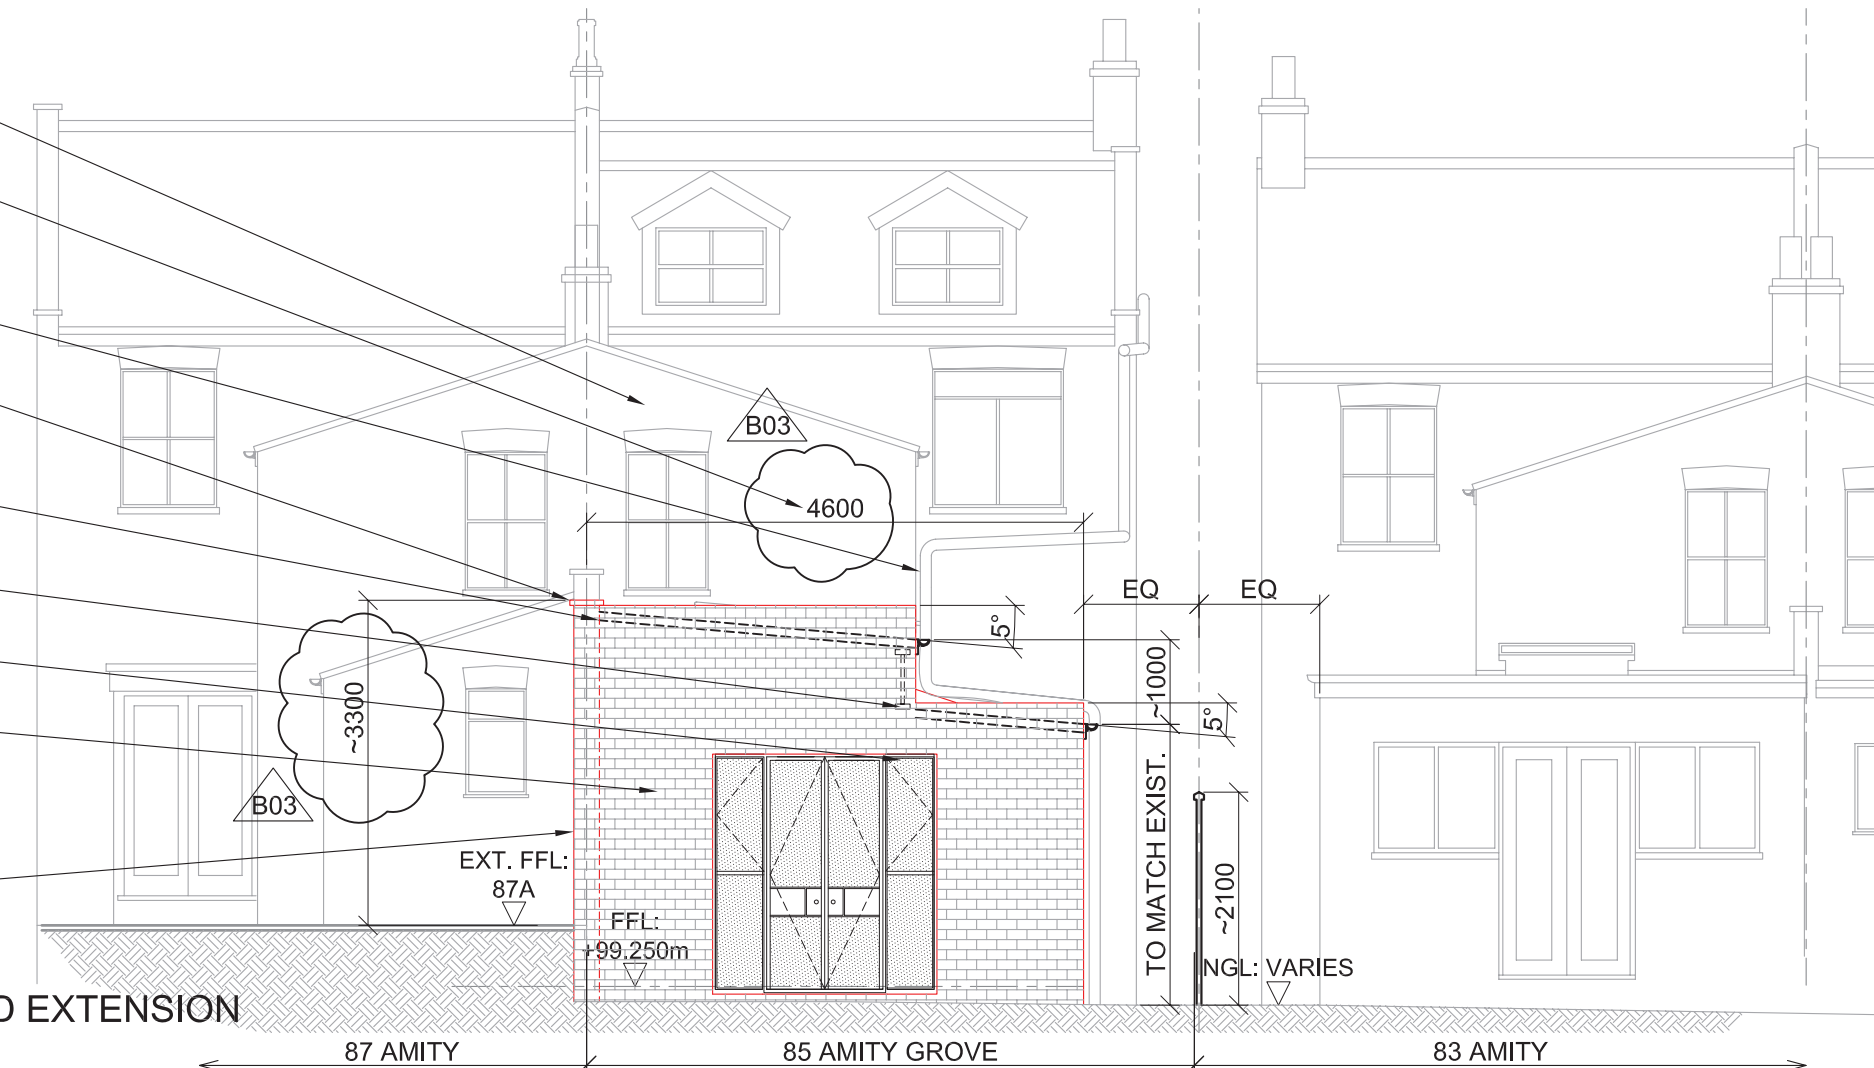 B03
4600
EQ
EQ
5°
~1000
~3300
5°
B03
TO MATCH EXIST.
EXT. FFL:
87A
~2100
FFL:
+99.250m
NGL: VARIES
D EXTENSION
87 AMITY
85 AMITY GROVE
83 AMITY